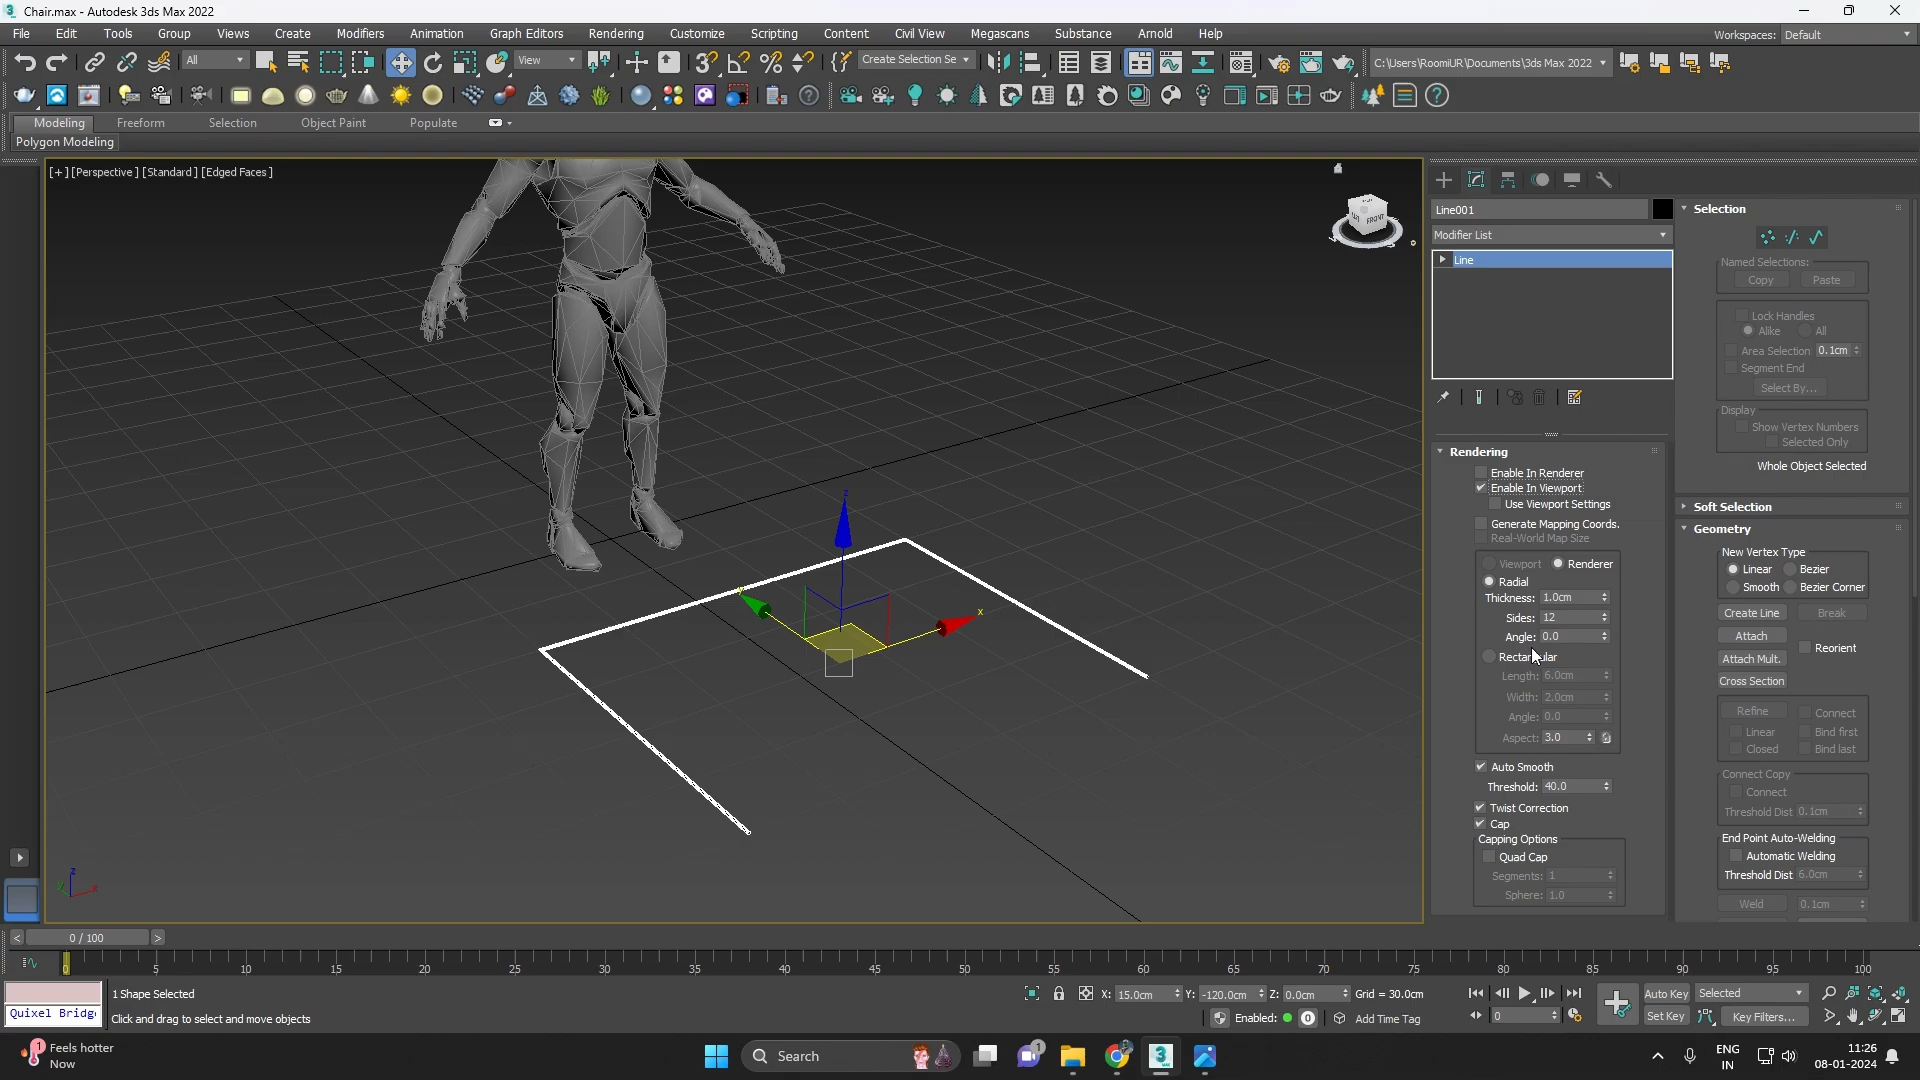 Chair.max - Autodesk 3ds Max 2022
File Edit Tools Group Views Create Modifiers Animation Graph Editors Rendering Customize Scripting Content Civil View Megascans Substance Arnold Help Workspaces: Default
All View Create Selection Se C:\Users\RoomiUR\Documents\3ds Max 2022
Modeling Freeform Selection Object Paint Populate
Polygon Modeling
[+] [Perspective] [Standard] [Edged Faces]
FRONT
Line001
Modifier List
Line
Rendering
Enable In Renderer
Enable In Viewport
Use Viewport Settings
Generate Mapping Coords.
Real-World Map Size
Viewport Renderer
Radial
Thickness: 1.0cm
Sides: 12
Angle: 0.0
Rectangular
Length: 6.0cm
Width: 2.0cm
Angle: 0.0
Aspect: 3.0
Auto Smooth
Threshold: 40.0
Twist Correction
Cap
Capping Options
Quad Cap
Segments: 1
Sphere: 1.0
Selection
Named Selections:
Copy Paste
Lock Handles
Alike All
Area Selection 0.1cm
Segment End
Select By...
Display
Show Vertex Numbers
Selected Only
Whole Object Selected
Soft Selection
Geometry
New Vertex Type
Linear Bezier
Smooth Bezier Corner
Create Line Break
Attach
Reorient
Attach Mult.
Cross Section
Refine Connect
Linear Bind first
Closed Bind last
Connect Copy
Connect
Threshold Dist 0.1cm
End Point Auto-Welding
Automatic Welding
Threshold Dist 6.0cm
Weld 0.1cm
z
x
y
z
x
y
< 0 / 100 >
0 5 10 15 20 25 30 35 40 45 50 55 60 65 70 75 80 85 90 95 100
1 Shape Selected
X: 15.0cm Y: -120.0cm Z: 0.0cm Grid = 30.0cm
Auto Key Selected
Quixel Bridge
Click and drag to select and move objects
Enabled: 0 Add Time Tag
0
Set Key Key Filters...
1 Feels hotter
Now
Search
1
3
ENG
IN
11:26
08-01-2024